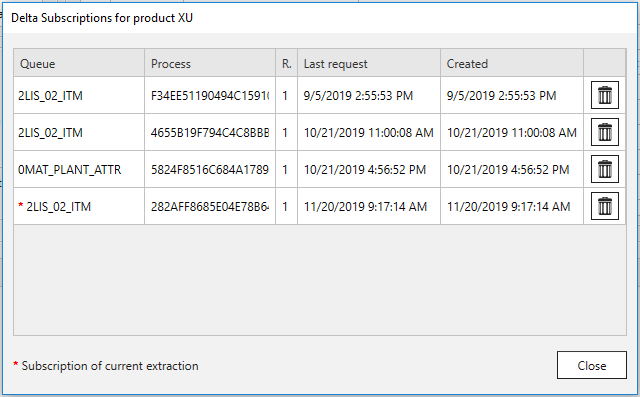 Delta Subscriptions for product XU
Queue Process R. Last request Created
2LIS_02_ITM F34EE51190494C1591 1 9/5/2019 2:55:53 PM 9/5/2019 2:55:53 PM
2LIS_02_ITM 4655B19F794C4C8BBB 1 10/21/2019 11:00:08 AM 10/21/2019 11:00:08 AM
0MAT_PLANT_ATTR 5824F8516C684A1789 1 10/21/2019 4:56:52 PM 10/21/2019 4:56:52 PM
* 2LIS_02_ITM 282AFF8685E04E78B6 1 11/20/2019 9:17:14 AM 11/20/2019 9:17:14 AM
* Subscription of current extraction
Close